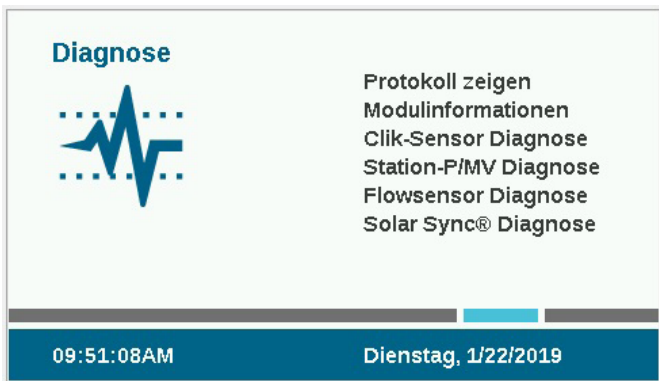 Diagnose
Protokoll zeigen
Modulinformationen
Clik-Sensor Diagnose
Station-P/MV Diagnose
Flowsensor Diagnose
Solar Sync® Diagnose
09:51:08AM
Dienstag, 1/22/2019